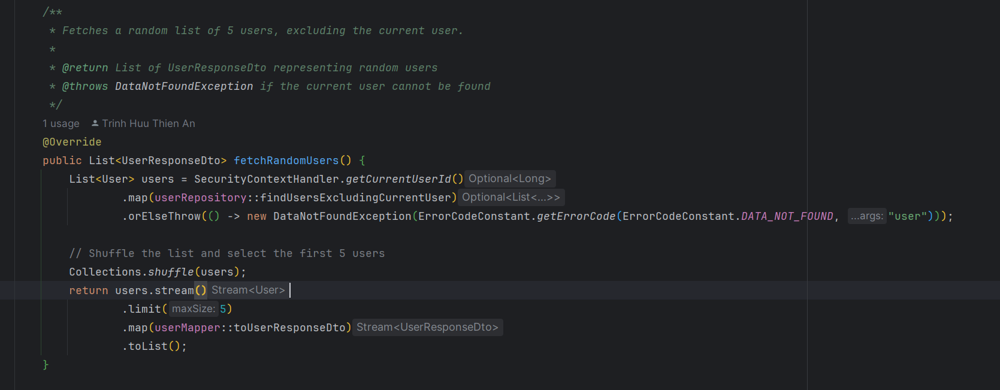 /**
 * Fetches a random list of 5 users, excluding the current user.
 *
 * @return List of UserResponseDto representing random users
 * @throws DataNotFoundException if the current user cannot be found
 */
1 usage Trinh Huu Thien An
@Override
public List<UserResponseDto> fetchRandomUsers() {
List<User> users = SecurityContextHandler.getCurrentUserId() Optional<Long>
.map(userRepository::findUsersExcludingCurrentUser) Optional<List<...>>
.orElseThrow(() -> new DataNotFoundException(ErrorCodeConstant.getErrorCode(ErrorCodeConstant.DATA_NOT_FOUND, ...args: "user")));
// Shuffle the list and select the first 5 users
Collections.shuffle(users);
return users.stream() Stream<User>
.limit( maxSize: 5)
.map(userMapper::toUserResponseDto) Stream<UserResponseDto>
.toList();
}